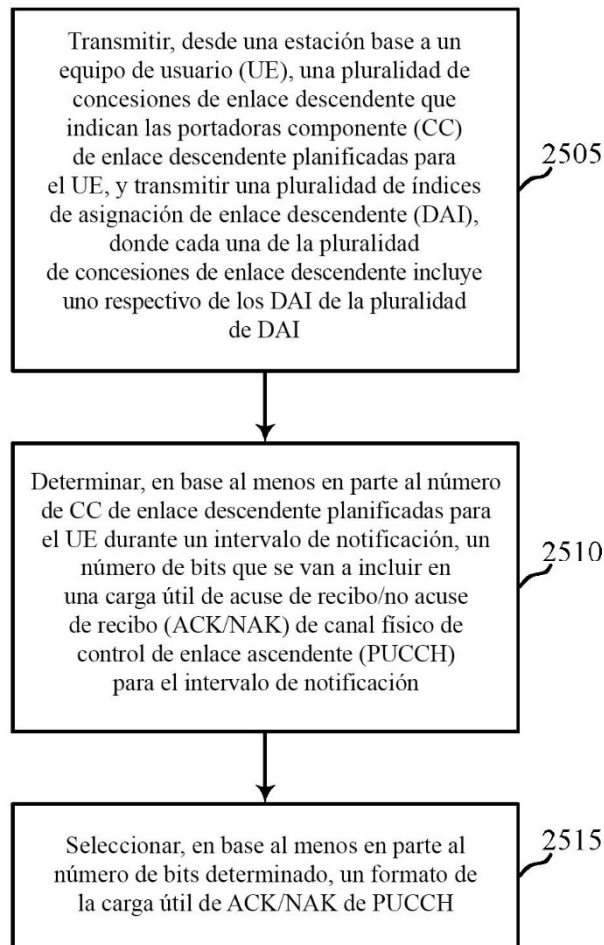 Transmitir, desde una estación base a un
equipo de usuario (UE), una pluralidad de
concesiones de enlace descendente que
indican las portadoras componente (CC)
de enlace descendente planificadas para
el UE, y transmitir una pluralidad de índices
de asignación de enlace descendente (DAI),
donde cada una de la pluralidad
de concesiones de enlace descendente incluye
uno respectivo de los DAI de la pluralidad
de DAI
2505
Determinar, en base al menos en parte al número
de CC de enlace descendente planificadas para
el UE durante un intervalo de notificación, un
número de bits que se van a incluir en
una carga útil de acuse de recibo/no acuse
de recibo (ACK/NAK) de canal físico de
control de enlace ascendente (PUCCH)
para el intervalo de notificación
2510
Seleccionar, en base al menos en parte al
número de bits determinado, un formato de
la carga útil de ACK/NAK de PUCCH
2515